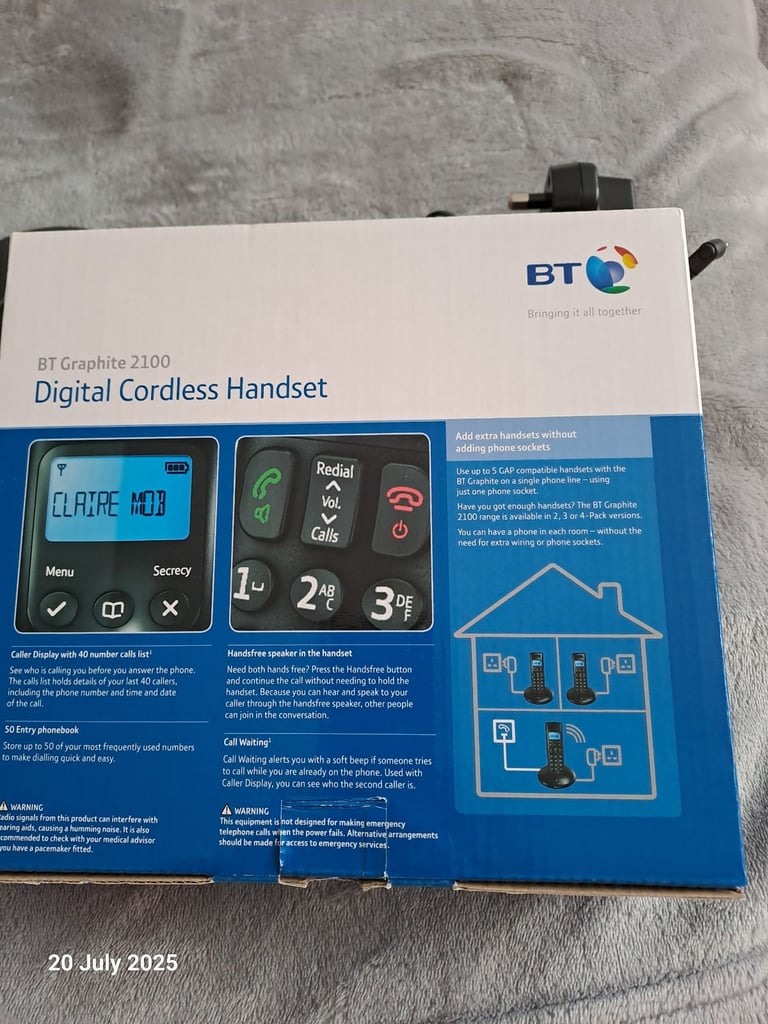 BT
Bringing it all together
BT Graphite 2100
Digital Cordless Handset
CLAIRE MOB
Menu
Secrecy
Redial
Vol.
Calls
1
2 ABC
3 DEF
Caller Display with 40 number calls list¹
See who is calling you before you answer the phone.
The calls list holds details of your last 40 callers,
including the phone number and time and date
of the call.
50 Entry phonebook
Store up to 50 of your most frequently used numbers
to make dialling quick and easy.
WARNING
adio signals from this product can interfere with
earing aids, causing a humming noise. It is also
commended to check with your medical advisor
you have a pacemaker fitted.
Handsfree speaker in the handset
Need both hands free? Press the Handsfree button
and continue the call without needing to hold the
handset. Because you can hear and speak to your
caller through the handsfree speaker, other people
can join in the conversation.
Call Waiting¹
Call Waiting alerts you with a soft beep if someone tries
to call while you are already on the phone. Used with
Caller Display, you can see who the second caller is.
WARNING
This equipment is not designed for making emergency
telephone calls when the power fails. Alternative arrangements
should be made for access to emergency services.
Add extra handsets without
adding phone sockets
Use up to 5 GAP compatible handsets with the
BT Graphite on a single phone line – using
just one phone socket.
Have you got enough handsets? The BT Graphite
2100 range is available in 2, 3 or 4-Pack versions.
You can have a phone in each room – without the
need for extra wiring or phone sockets.
20 July 2025